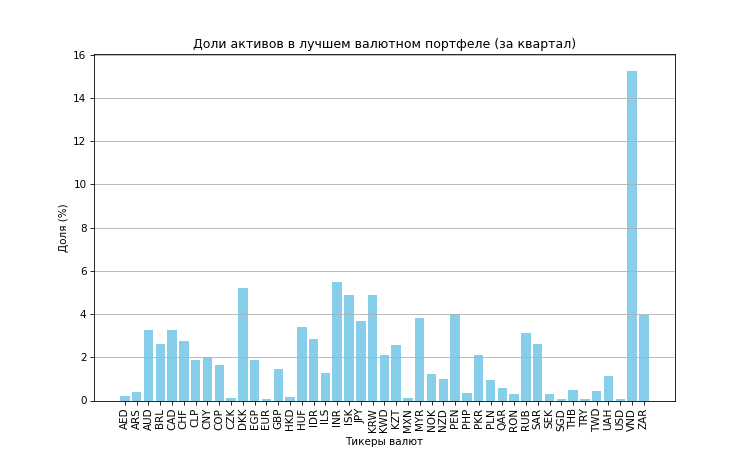 Доли активов в лучшем валютном портфеле (за квартал)
Доля (%)
16
14
12
10
8
6
4
2
0
AED ARS AUD BRL CAD CHF CLP CNY COP CZK DKK EGP EUR GBP HKD HUF IDR ILS INR ISK JPY KRW KWD KZT MXN MYR NOK NZD PEN PHP PKR PLN QAR RON RUB SAR SEK SGD THB TRY TWD UAH USD VND ZAR
Тикеры валют